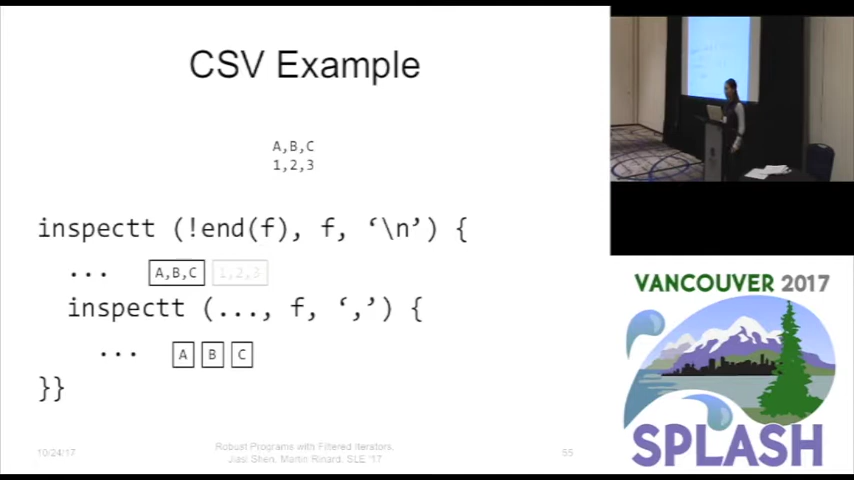 CSV Example
A,B,C
1,2,3
inspectt (!end(f), f, ‘\n’) {
... A,B,C 1,2,3
inspectt (..., f, ‘,’) {
... A B C
}}
10/24/17
Robust Programs with Filtered Iterators,
Jiasi Shen, Martin Rinard, SLE '17
55
VANCOUVER 2017
SPLASH